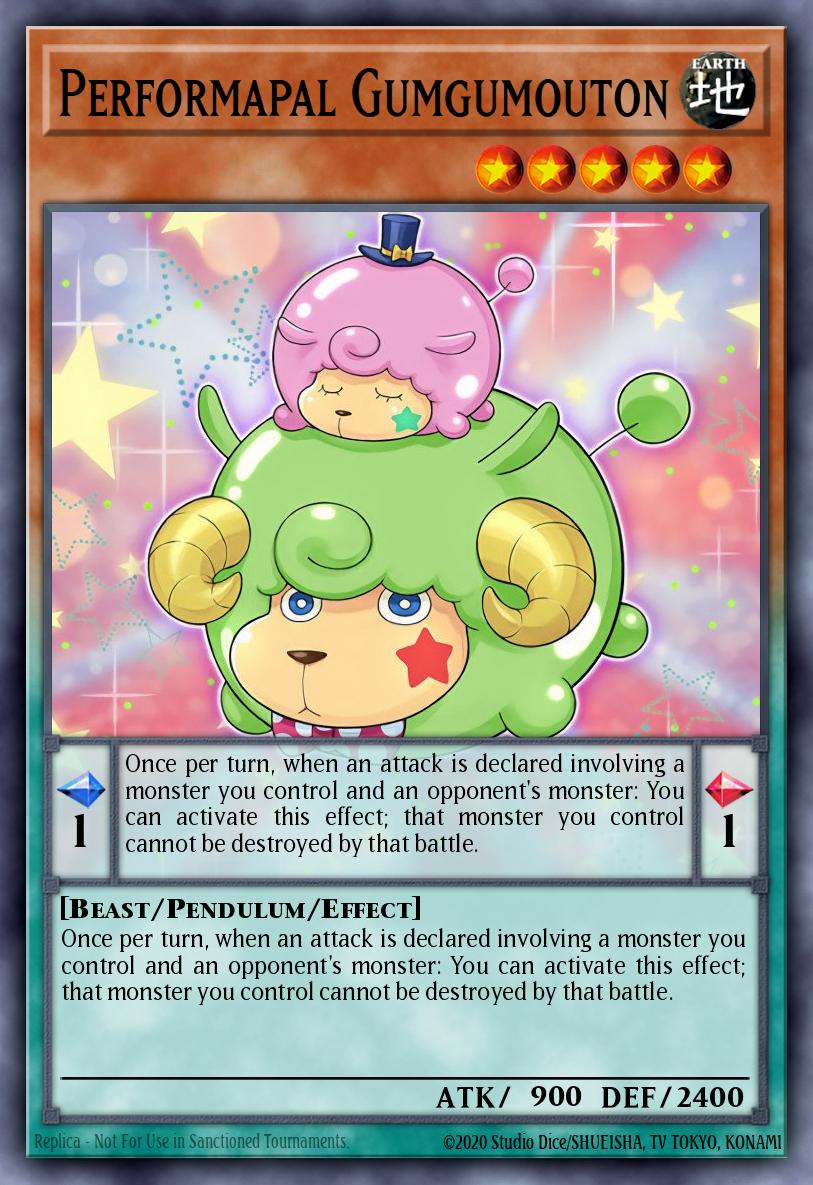 Performapal Gumgumouton
EARTH
地
Once per turn, when an attack is declared involving a
monster you control and an opponent's monster: You
can activate this effect; that monster you control
cannot be destroyed by that battle.
1
1
[Beast/Pendulum/Effect]
Once per turn, when an attack is declared involving a monster you
control and an opponent's monster: You can activate this effect;
that monster you control cannot be destroyed by that battle.
ATK/ 900 DEF/2400
Replica - Not For Use in Sanctioned Tournaments.
©2020 Studio Dice/SHUEISHA, TV TOKYO, KONAMI